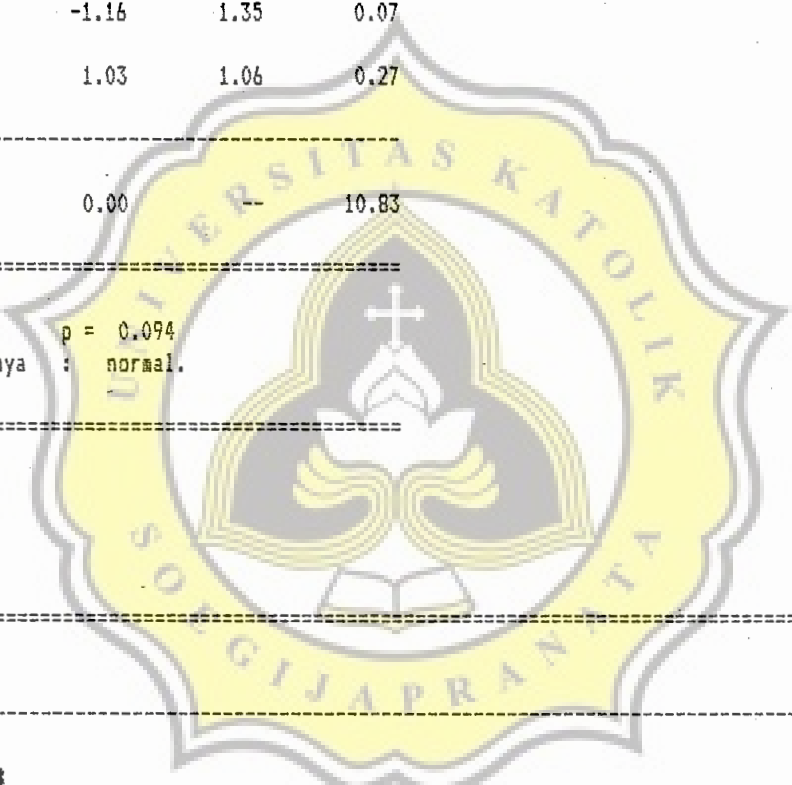 -1.16 1.35 0.07
1.03 1.06 0.27
0.00 -- 10.83
p = 0.094
nya : normal.
UNIVERSITAS KATOLIK
SOEGIJAPRANATA